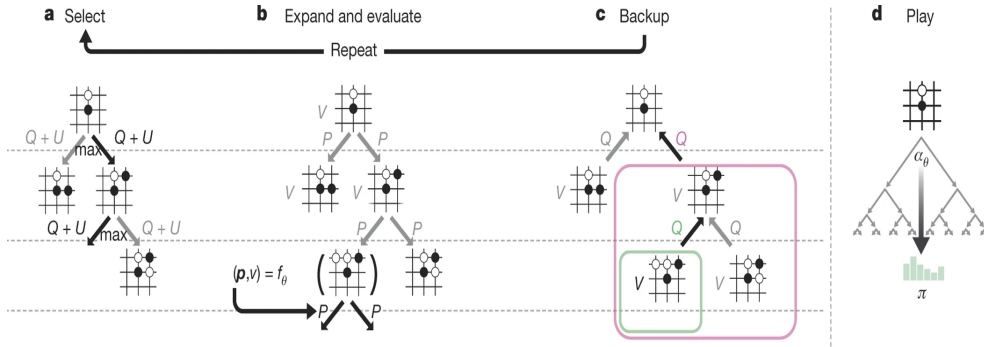 a Select
b Expand and evaluate
c Backup
d Play
Repeat
Q + U
max
Q + U
Q + U
max
Q + U
V
P
P
V
V
P
P
(p,v) = fθ
P
P
Q
Q
V
V
Q
Q
V
V
αθ
π